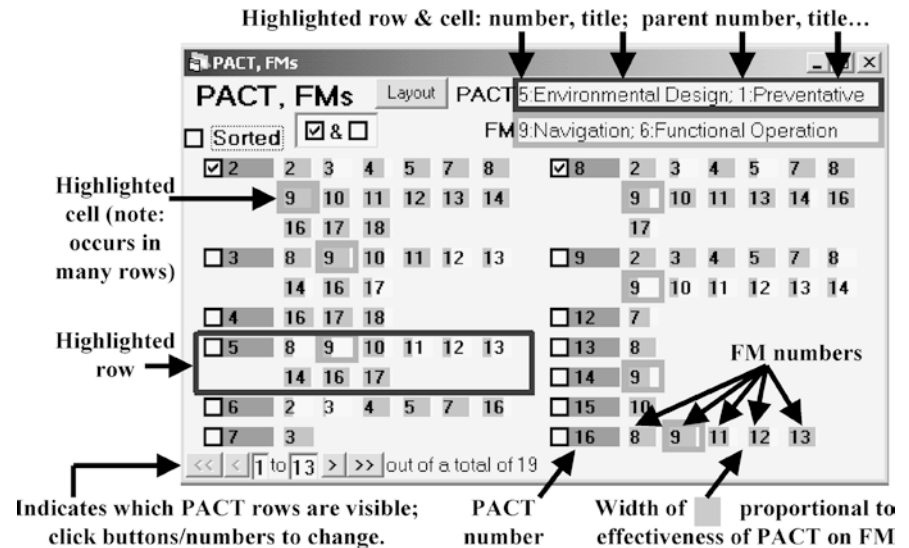 Highlighted row & cell: number, title; parent number, title...
PACT, FMs
PACT, FMs
Layout
PACT
5:Environmental Design; 1:Preventative
Sorted
&
FM
9:Navigation; 6:Functional Operation
Highlighted
cell (note:
occurs in
many rows)
2 2 3 4 5 7 8
9 10 11 12 13 14
16 17 18
3 8 9 10 11 12 13
14 16 17
4 16 17 18
Highlighted
row
5 8 9 10 11 12 13
14 16 17
6 2 3 4 5 7 16
7 3
8 2 3 4 5 7 8
9 10 11 13 14 16
17
9 2 3 4 5 7 8
9 10 11 12 13 14
12 7
13 8
14 9
15 10
16 8 9 11 12 13
FM numbers
<< < 1 to 13 > >> out of a total of 19
Indicates which PACT rows are visible;
click buttons/numbers to change.
PACT
number
Width of proportional to
effectiveness of PACT on FM